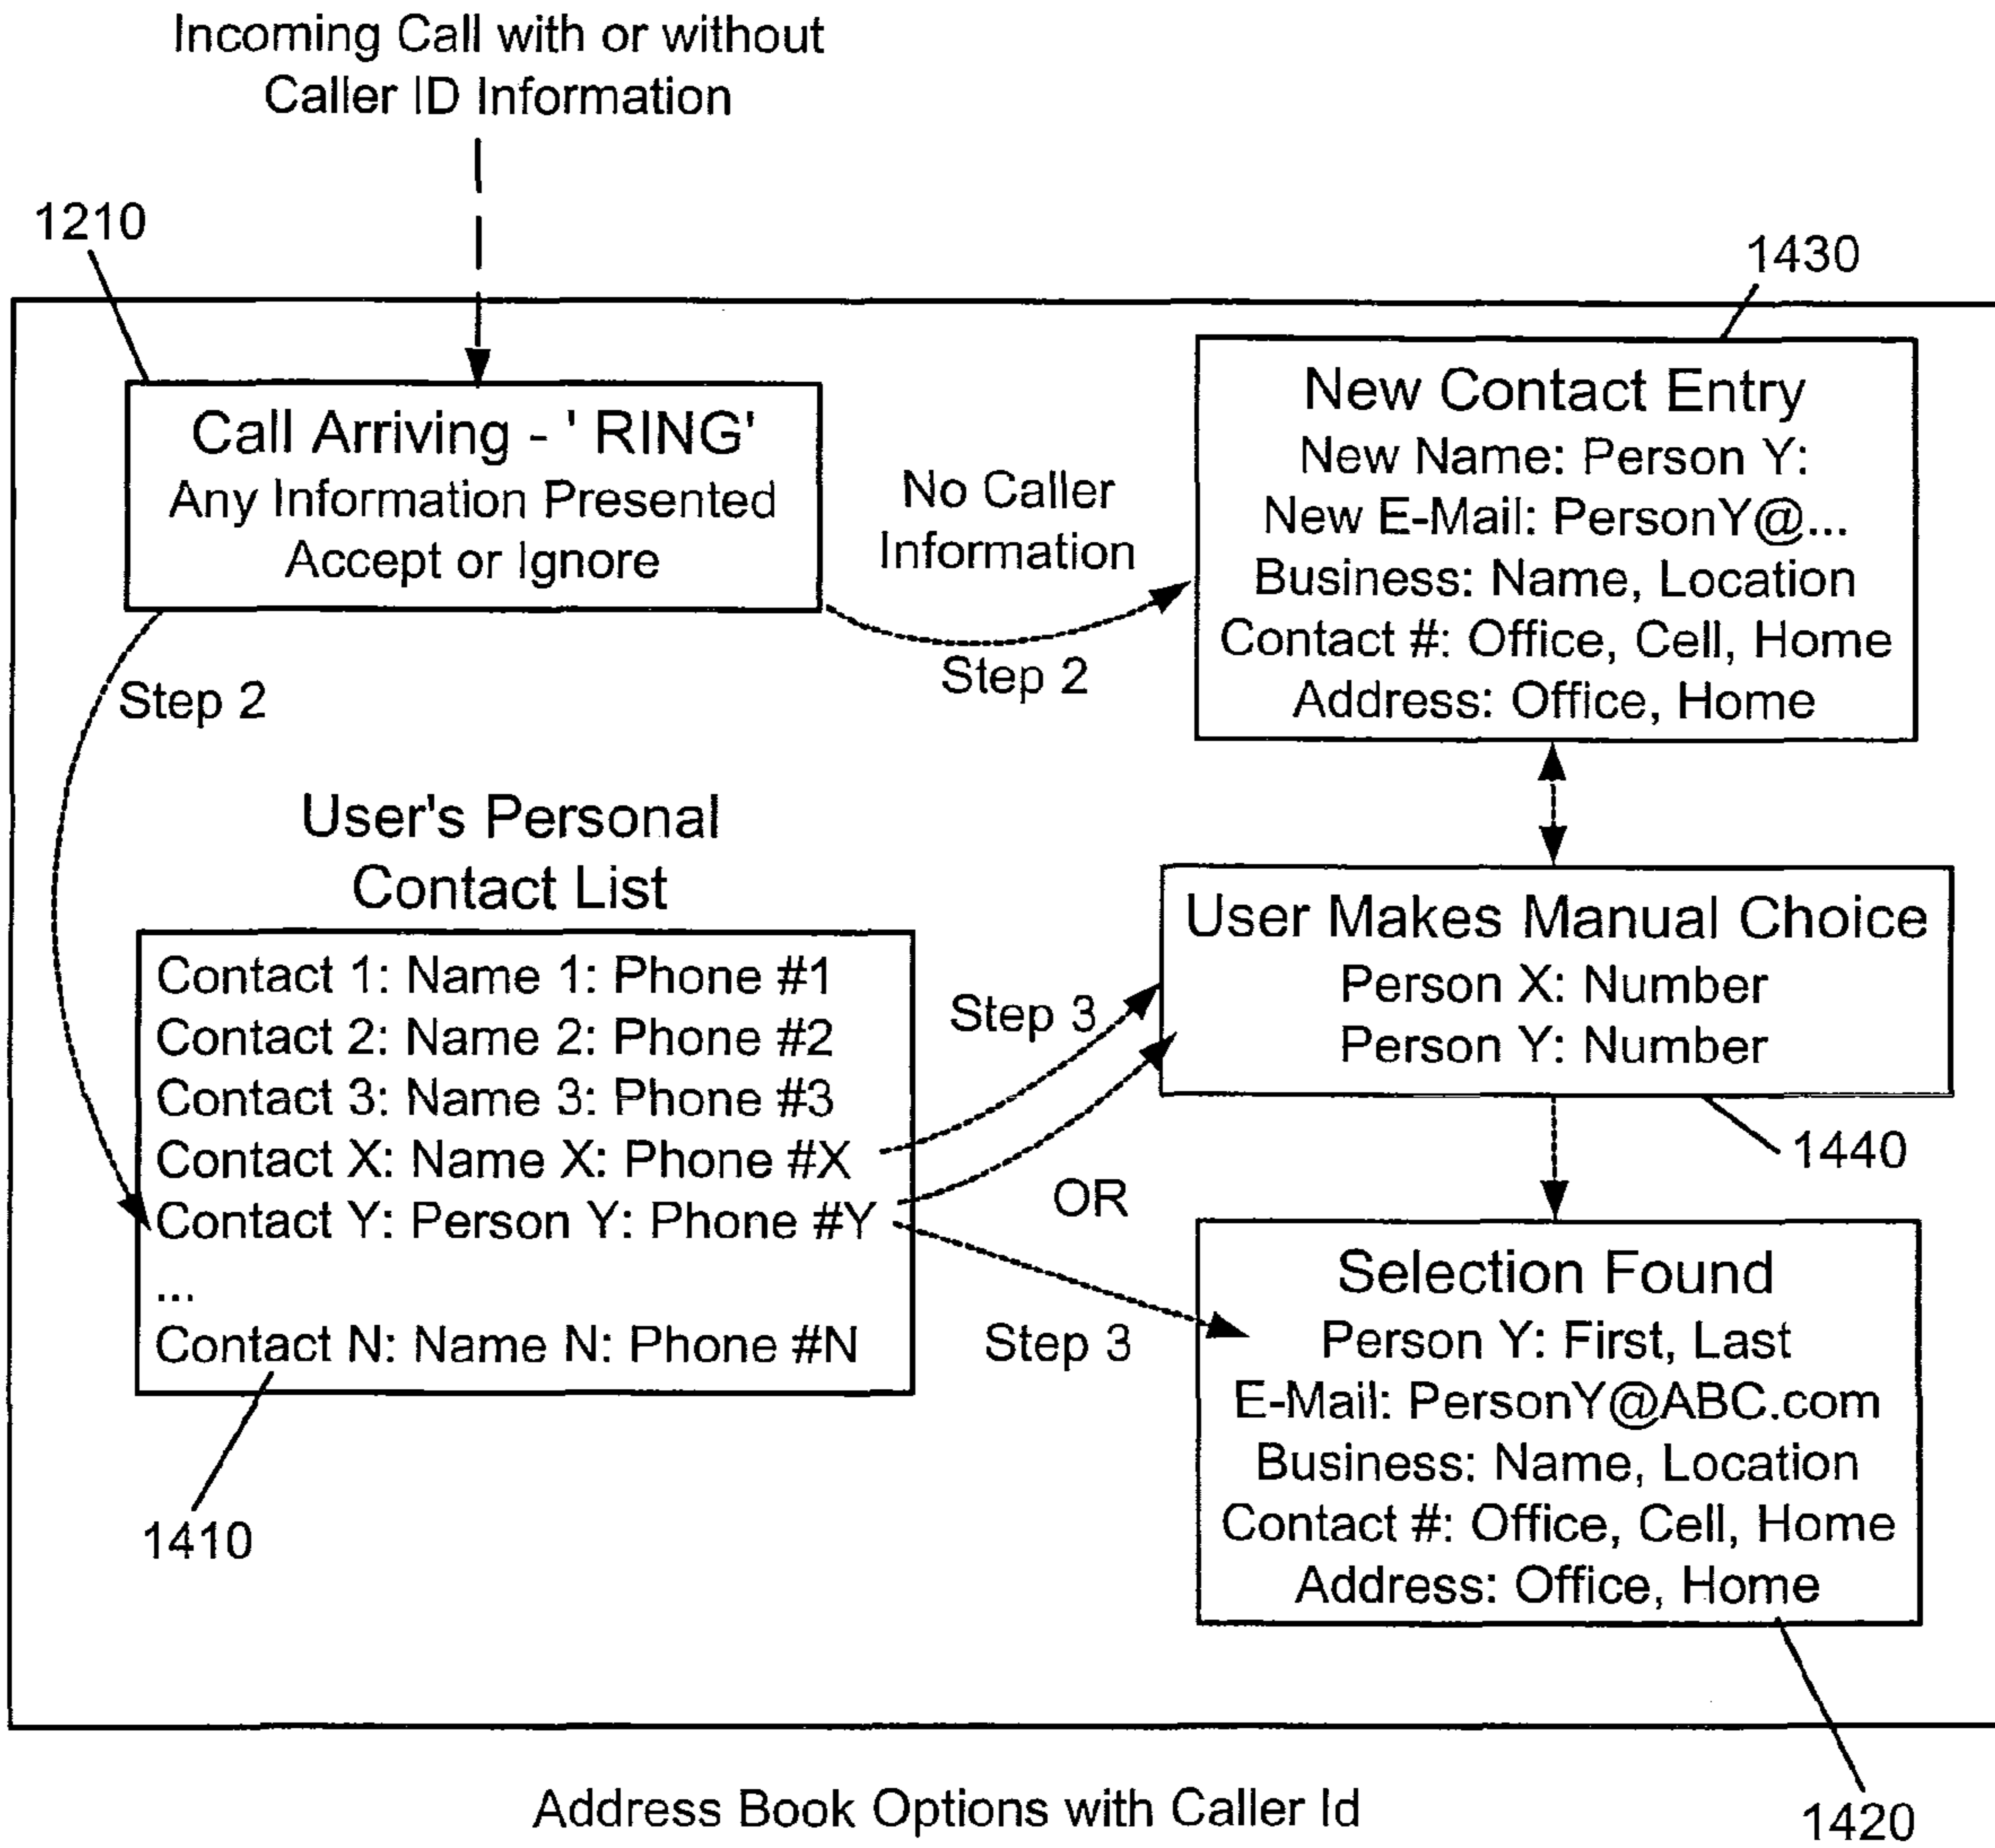 Incoming Call with or without
Caller ID Information
1210
1430
Call Arriving - ' RING'
Any Information Presented
Accept or Ignore
No Caller
Information
Step 2
New Contact Entry
New Name: Person Y:
New E-Mail: PersonY@...
Business: Name, Location
Contact #: Office, Cell, Home
Address: Office, Home
Step 2
User's Personal
Contact List
Contact 1: Name 1: Phone #1
Contact 2: Name 2: Phone #2
Contact 3: Name 3: Phone #3
Contact X: Name X: Phone #X
Contact Y: Person Y: Phone #Y
...
Contact N: Name N: Phone #N
1410
Step 3
OR
Step 3
User Makes Manual Choice
Person X: Number
Person Y: Number
1440
Selection Found
Person Y: First, Last
E-Mail: PersonY@ABC.com
Business: Name, Location
Contact #: Office, Cell, Home
Address: Office, Home
1420
Address Book Options with Caller Id